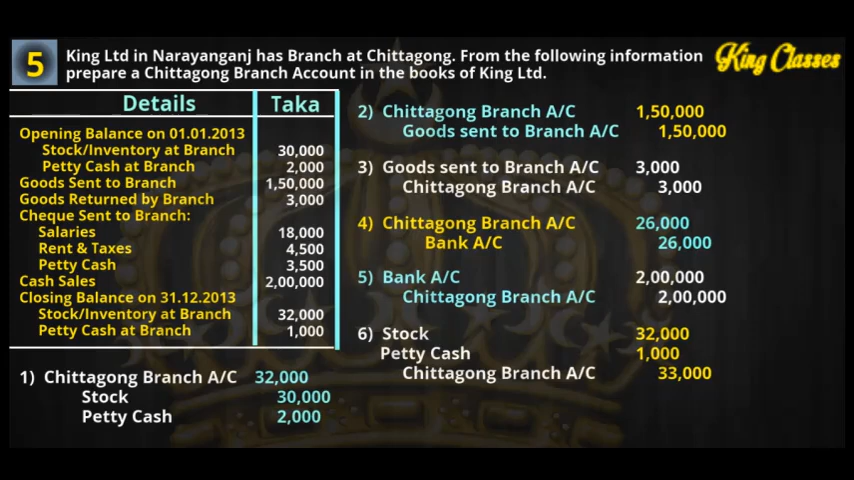 5
King Ltd in Narayanganj has Branch at Chittagong. From the following information
prepare a Chittagong Branch Account in the books of King Ltd.
King Classes
Details Taka
Opening Balance on 01.01.2013
Stock/Inventory at Branch 30,000
Petty Cash at Branch 2,000
Goods Sent to Branch 1,50,000
Goods Returned by Branch 3,000
Cheque Sent to Branch:
Salaries 18,000
Rent & Taxes 4,500
Petty Cash 3,500
Cash Sales 2,00,000
Closing Balance on 31.12.2013
Stock/Inventory at Branch 32,000
Petty Cash at Branch 1,000
1) Chittagong Branch A/C 32,000
Stock 30,000
Petty Cash 2,000
2) Chittagong Branch A/C 1,50,000
Goods sent to Branch A/C 1,50,000
3) Goods sent to Branch A/C 3,000
Chittagong Branch A/C 3,000
4) Chittagong Branch A/C 26,000
Bank A/C 26,000
5) Bank A/C 2,00,000
Chittagong Branch A/C 2,00,000
6) Stock 32,000
Petty Cash 1,000
Chittagong Branch A/C 33,000